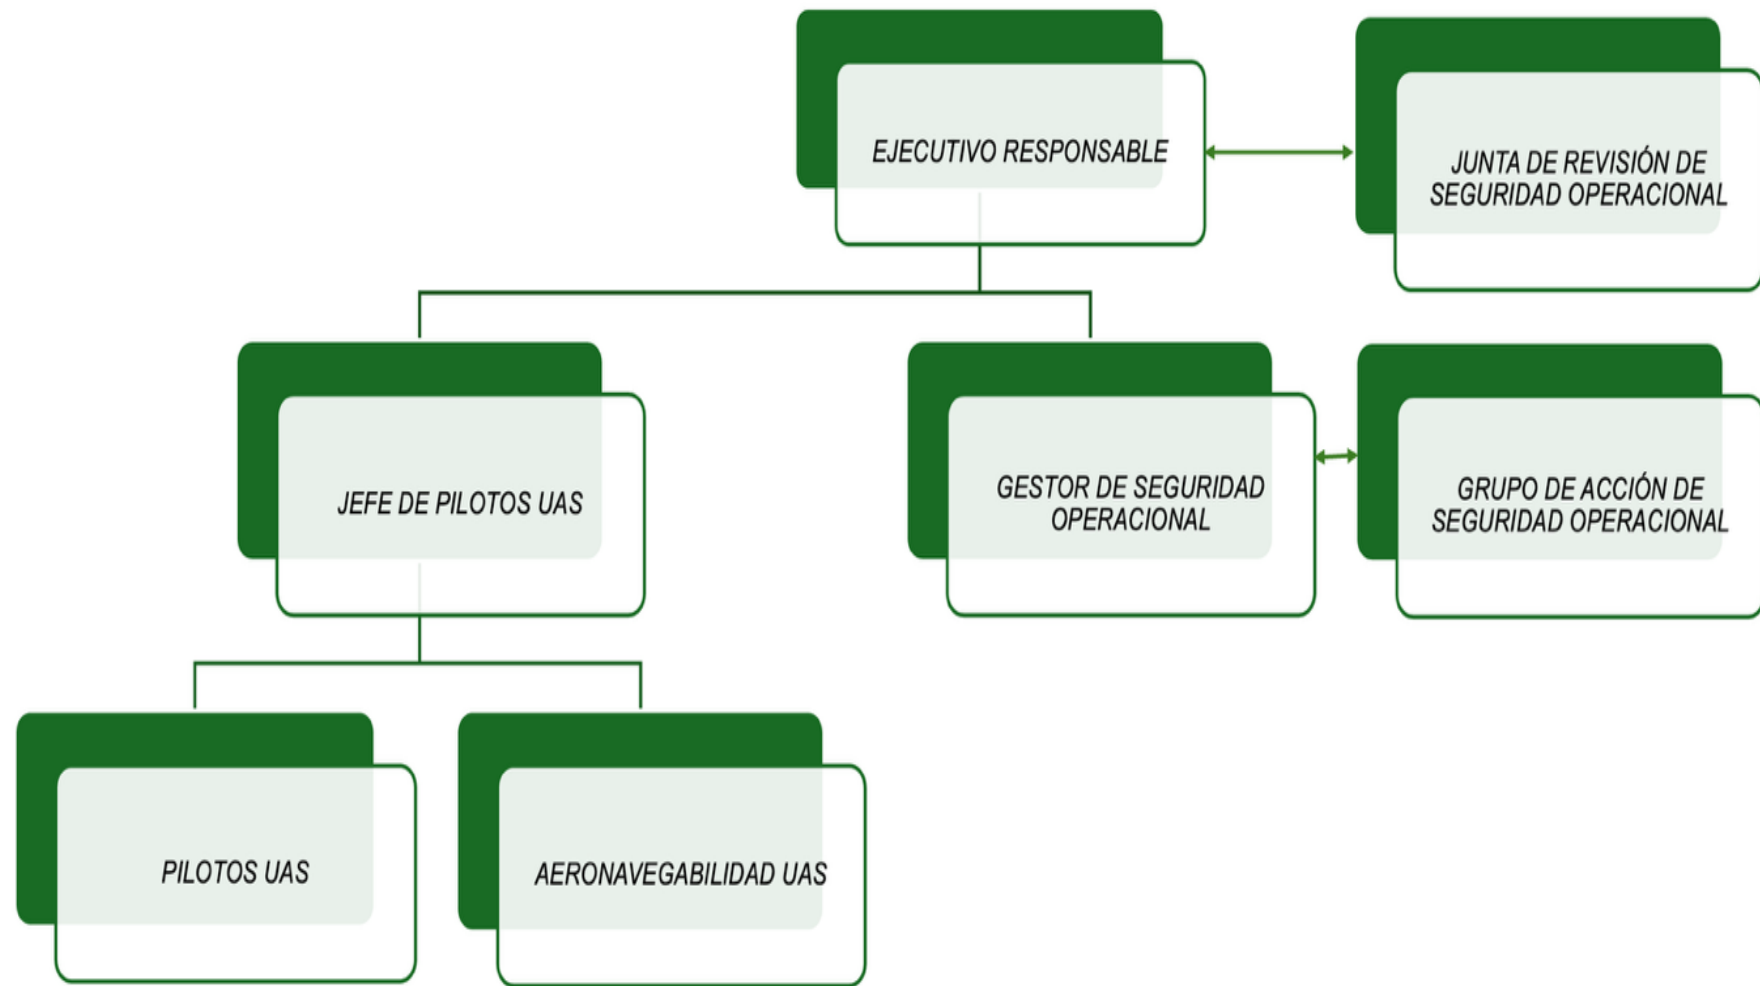 EJECUTIVO RESPONSABLE
JUNTA DE REVISIÓN DE
SEGURIDAD OPERACIONAL
JEFE DE PILOTOS UAS
GESTOR DE SEGURIDAD
OPERACIONAL
GRUPO DE ACCIÓN DE
SEGURIDAD OPERACIONAL
PILOTOS UAS
AERONAVEGABILIDAD UAS